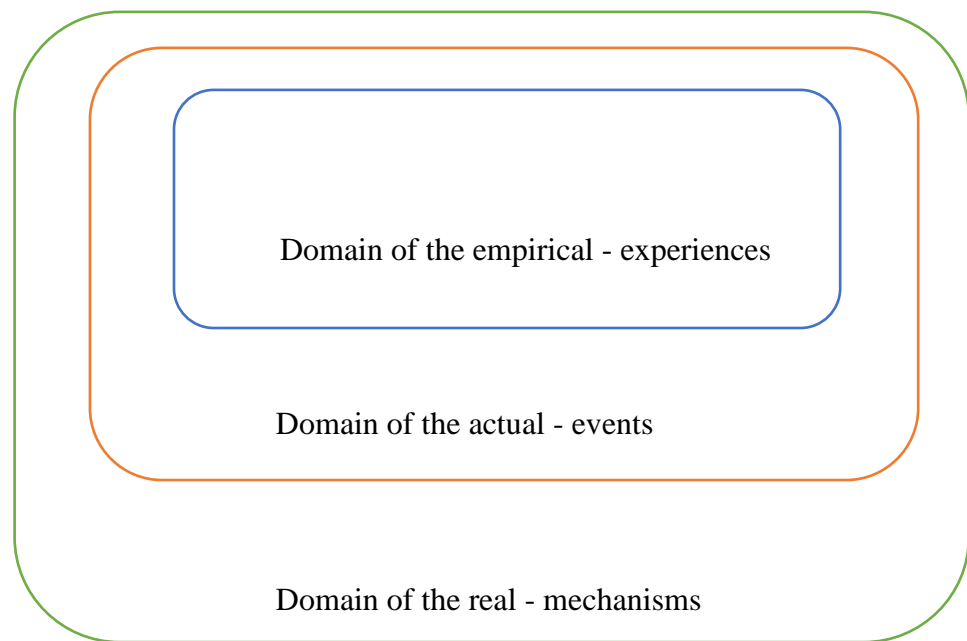 Domain of the empirical - experiences
Domain of the actual - events
Domain of the real - mechanisms